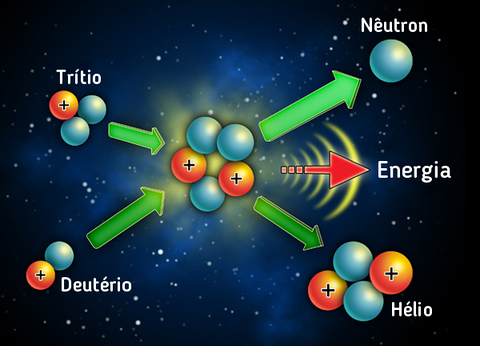 Nêutron
Trítio
+
+
+
Energia
+
Deutério
+
+
Hélio